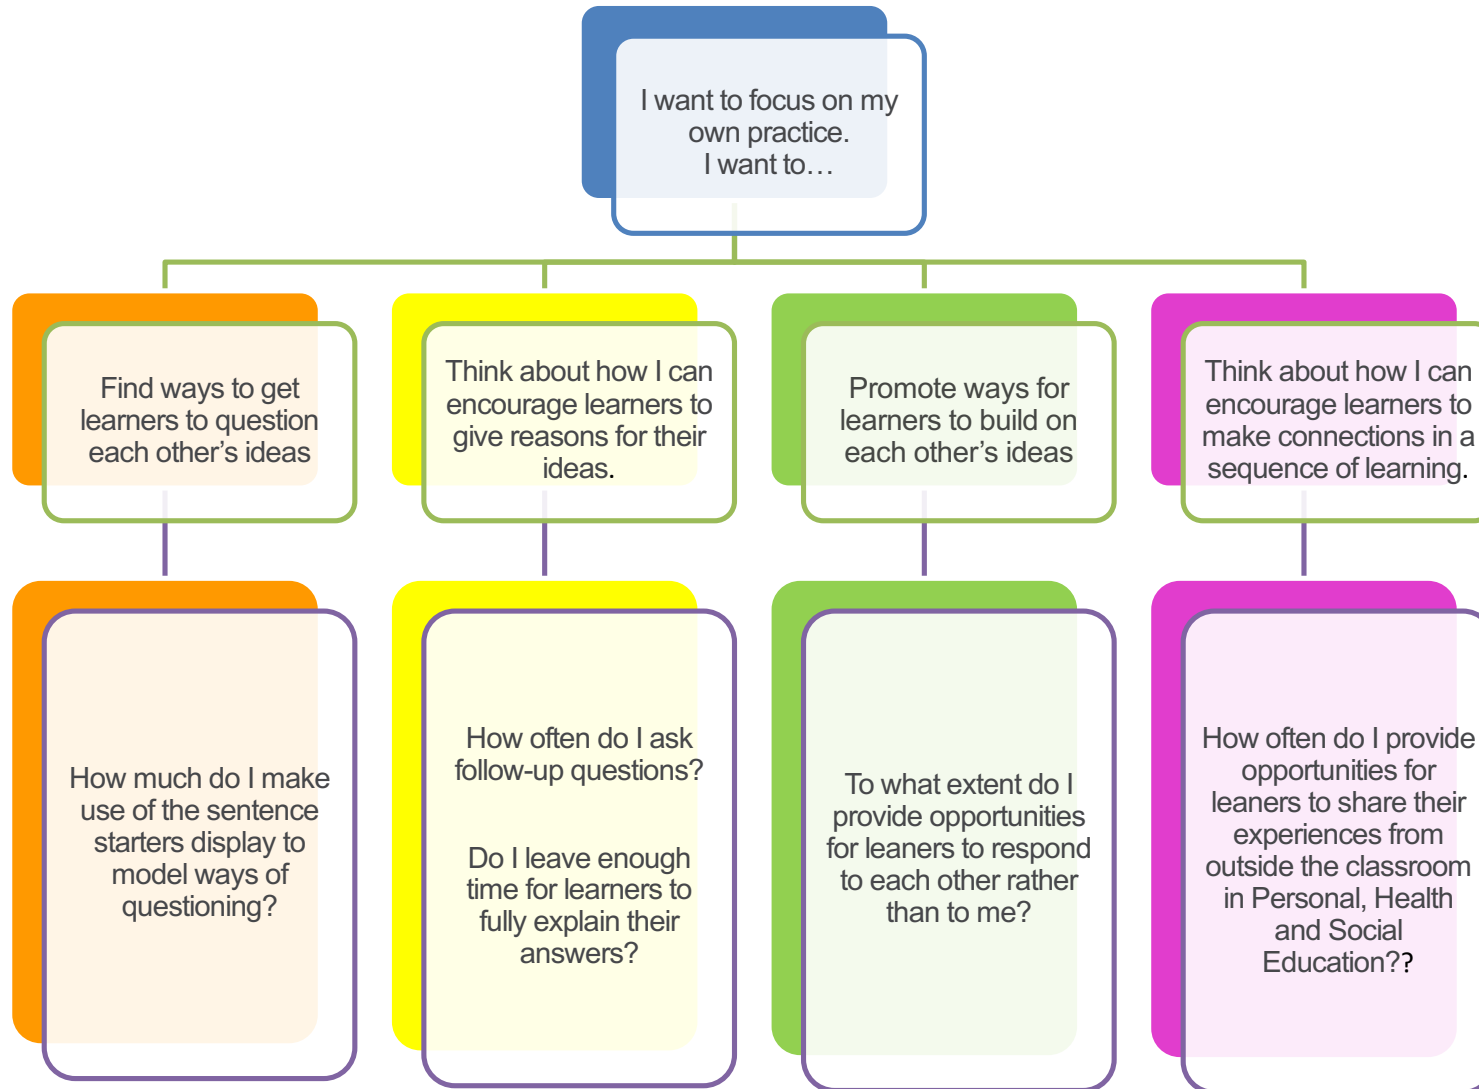 I want to focus on my
own practice.
I want to…
Find ways to get
learners to question
each other’s ideas
Think about how I can
encourage learners to
give reasons for their
ideas.
Promote ways for
learners to build on
each other’s ideas
Think about how I can
encourage learners to
make connections in a
sequence of learning.
How much do I make
use of the sentence
starters display to
model ways of
questioning?
How often do I ask
follow-up questions?
Do I leave enough
time for learners to
fully explain their
answers?
To what extent do I
provide opportunities
for leaners to respond
to each other rather
than to me?
How often do I provide
opportunities for
leaners to share their
experiences from
outside the classroom
in Personal, Health
and Social
Education??